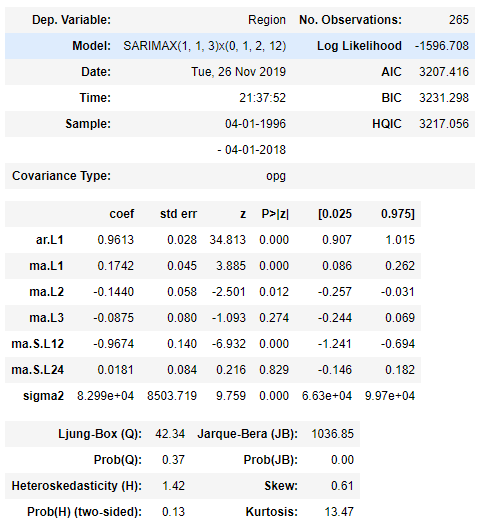 Dep. Variable: Region No. Observations: 265
Model: SARIMAX(1, 1, 3)x(0, 1, 2, 12) Log Likelihood -1596.708
Date: Tue, 26 Nov 2019 AIC 3207.416
Time: 21:37:52 BIC 3231.298
Sample: 04-01-1996 HQIC 3217.056
- 04-01-2018
Covariance Type: opg
coef std err z P>|z| [0.025 0.975]
ar.L1 0.9613 0.028 34.813 0.000 0.907 1.015
ma.L1 0.1742 0.045 3.885 0.000 0.086 0.262
ma.L2 -0.1440 0.058 -2.501 0.012 -0.257 -0.031
ma.L3 -0.0875 0.080 -1.093 0.274 -0.244 0.069
ma.S.L12 -0.9674 0.140 -6.932 0.000 -1.241 -0.694
ma.S.L24 0.0181 0.084 0.216 0.829 -0.146 0.182
sigma2 8.299e+04 8503.719 9.759 0.000 6.63e+04 9.97e+04
Ljung-Box (Q): 42.34 Jarque-Bera (JB): 1036.85
Prob(Q): 0.37 Prob(JB): 0.00
Heteroskedasticity (H): 1.42 Skew: 0.61
Prob(H) (two-sided): 0.13 Kurtosis: 13.47